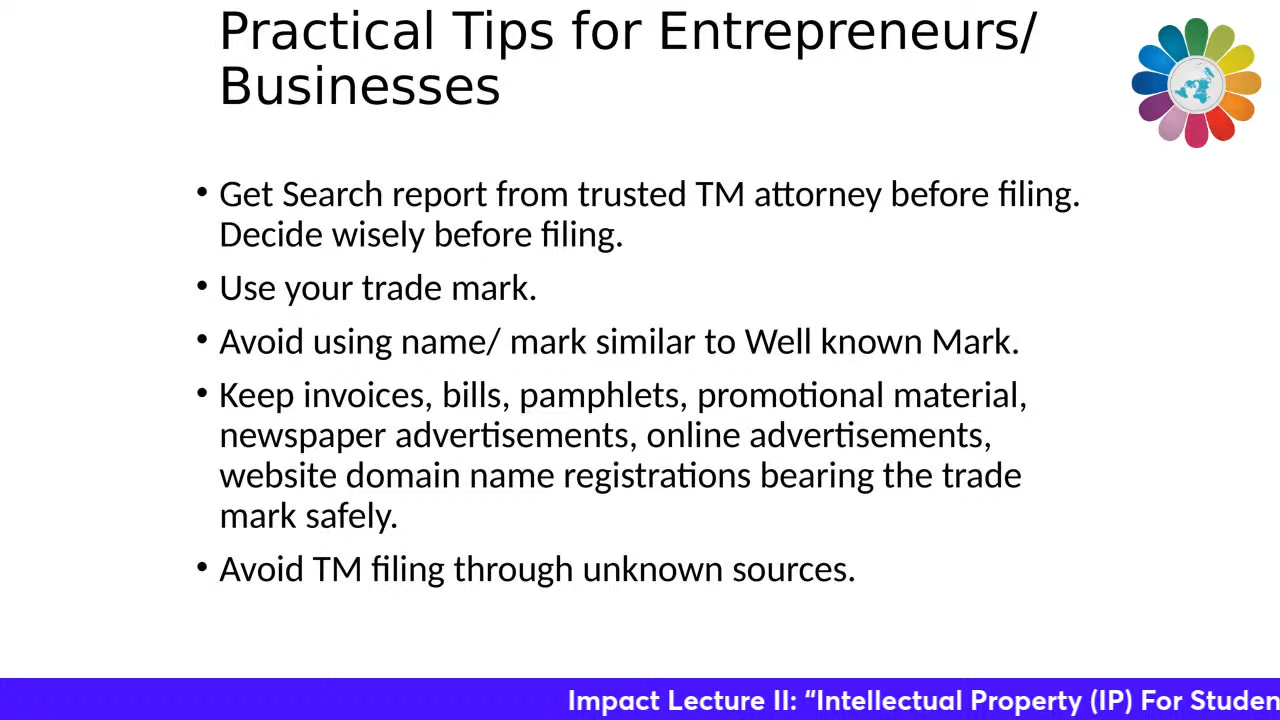 Practical Tips for Entrepreneurs/
Businesses
• Get Search report from trusted TM attorney before filing.
Decide wisely before filing.
• Use your trade mark.
• Avoid using name/ mark similar to Well known Mark.
• Keep invoices, bills, pamphlets, promotional material,
newspaper advertisements, online advertisements,
website domain name registrations bearing the trade
mark safely.
• Avoid TM filing through unknown sources.
Impact Lecture II: “Intellectual Property (IP) For Studen